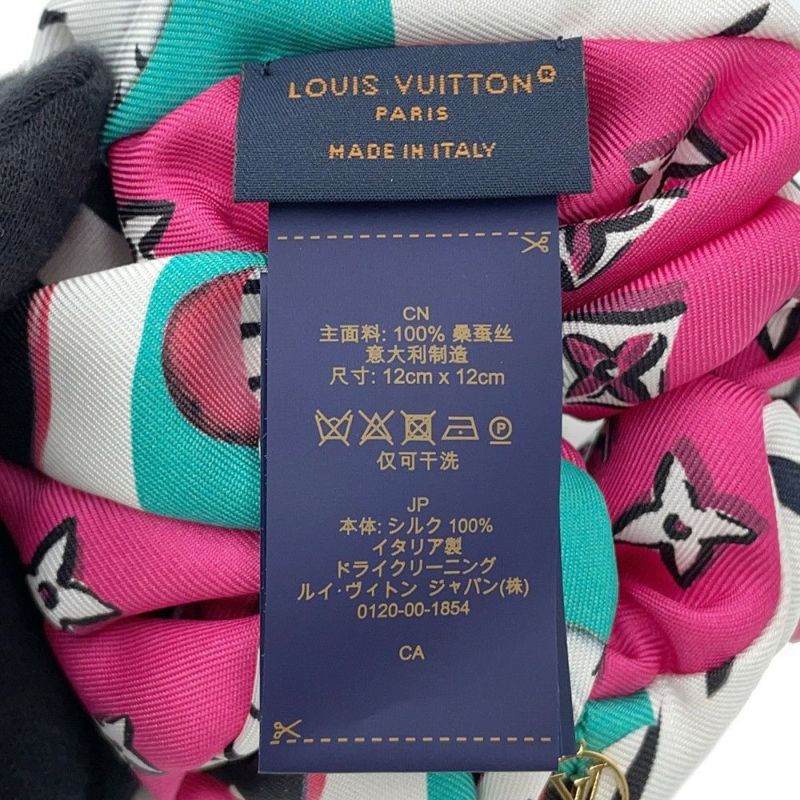 LOUIS VUITTON®
PARIS
MADE IN ITALY
CN
主面料: 100% 桑蚕丝
意大利制造
尺寸: 12cm x 12cm
P
仅可干洗
JP
本体: シルク 100%
イタリア製
ドライクリーニング
ルイ·ヴィトン ジャパン(株)
0120-00-1854
CA
LV